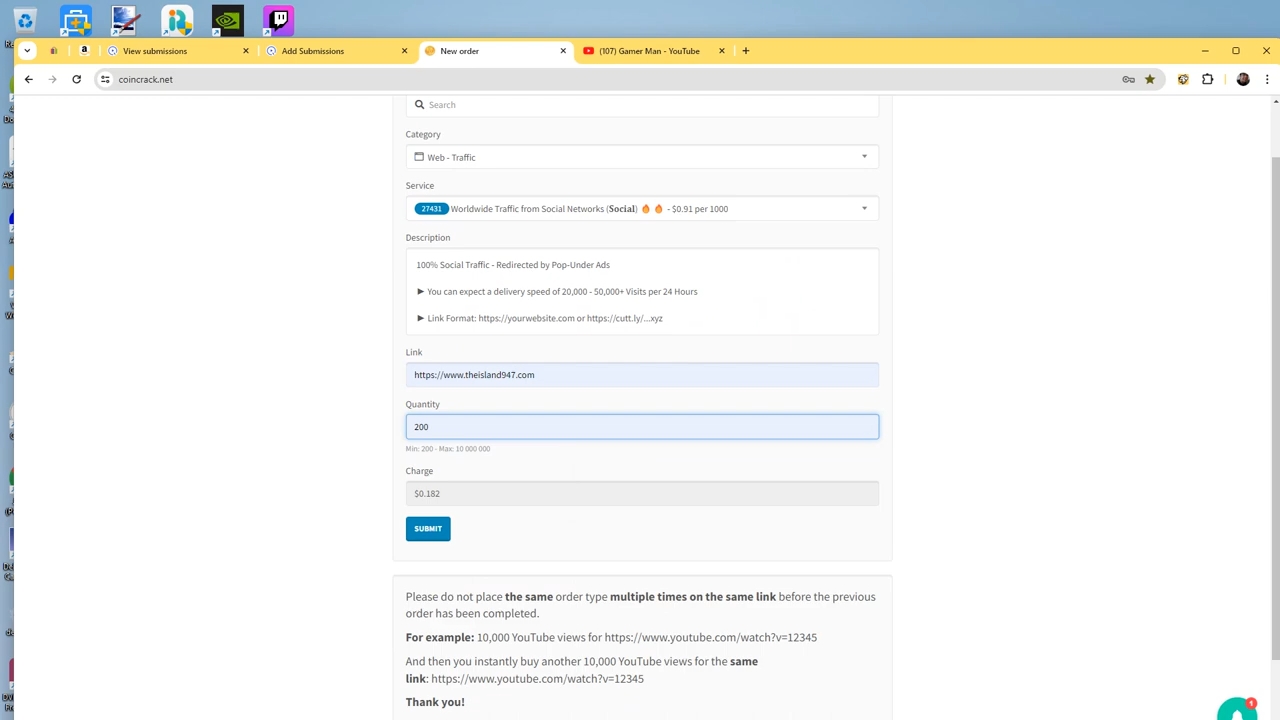 View submissions
Add Submissions
New order
(107) Gamer Man - YouTube
coincrack.net
Search
Category
Web - Traffic
Service
27431 Worldwide Traffic from Social Networks (Social) 🔥 🔥 - $0.91 per 1000
Description
100% Social Traffic - Redirected by Pop-Under Ads
► You can expect a delivery speed of 20,000 - 50,000+ Visits per 24 Hours
► Link Format: https://yourwebsite.com or https://cutt.ly/...xyz
Link
https://www.theisland947.com
Quantity
200
Min: 200 - Max: 10 000 000
Charge
$0.182
SUBMIT
Please do not place the same order type multiple times on the same link before the previous
order has been completed.
For example: 10,000 YouTube views for https://www.youtube.com/watch?v=12345
And then you instantly buy another 10,000 YouTube views for the same
link: https://www.youtube.com/watch?v=12345
Thank you!
1